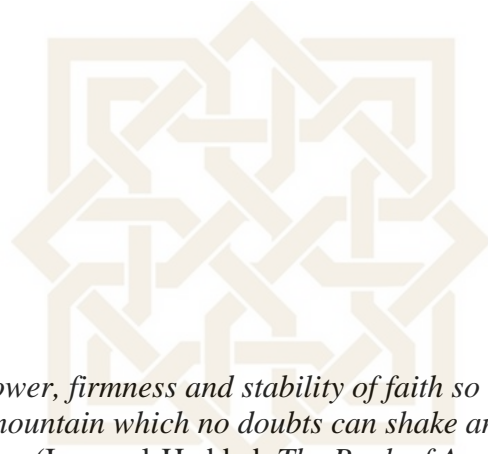 ower, firmness and stability of faith so
mountain which no doubts can shake an
(Imam al-Haddad, The Book of A